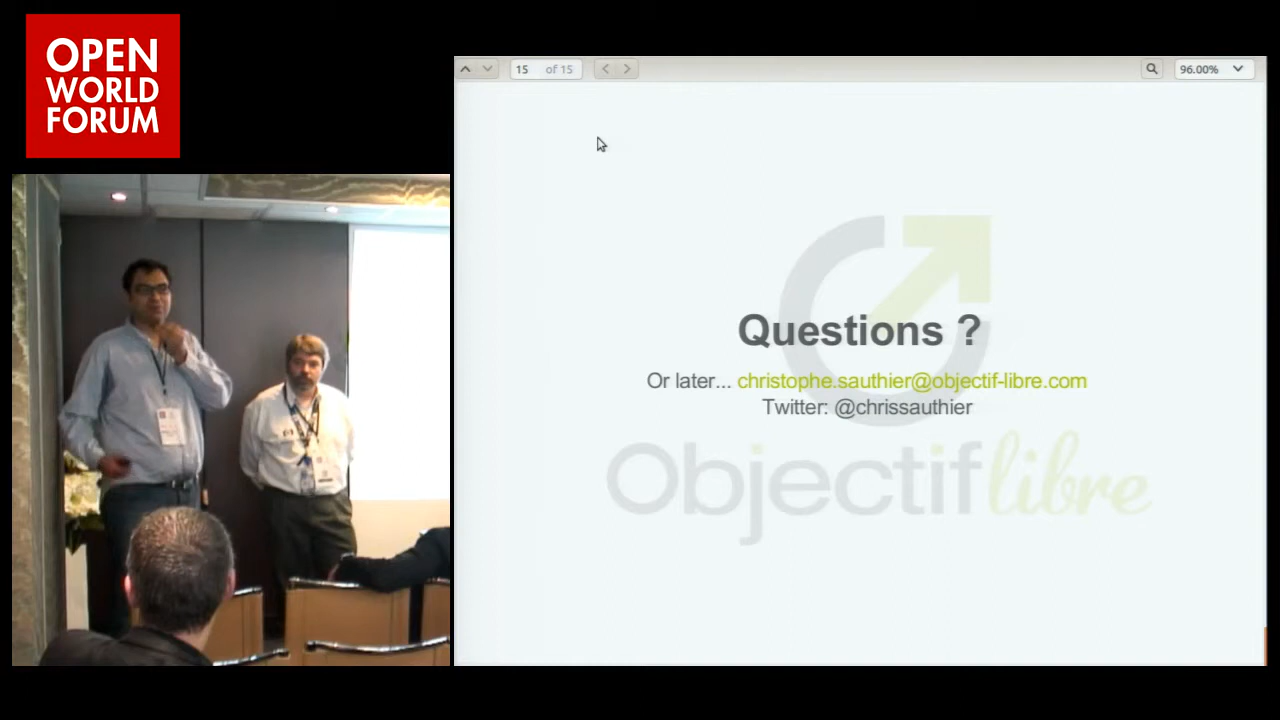 OPEN
WORLD
FORUM
15 of 15
96.00%
Questions ?
Or later... christophe.sauthier@objectif-libre.com
Twitter: @chrissauthier
Objectif libre